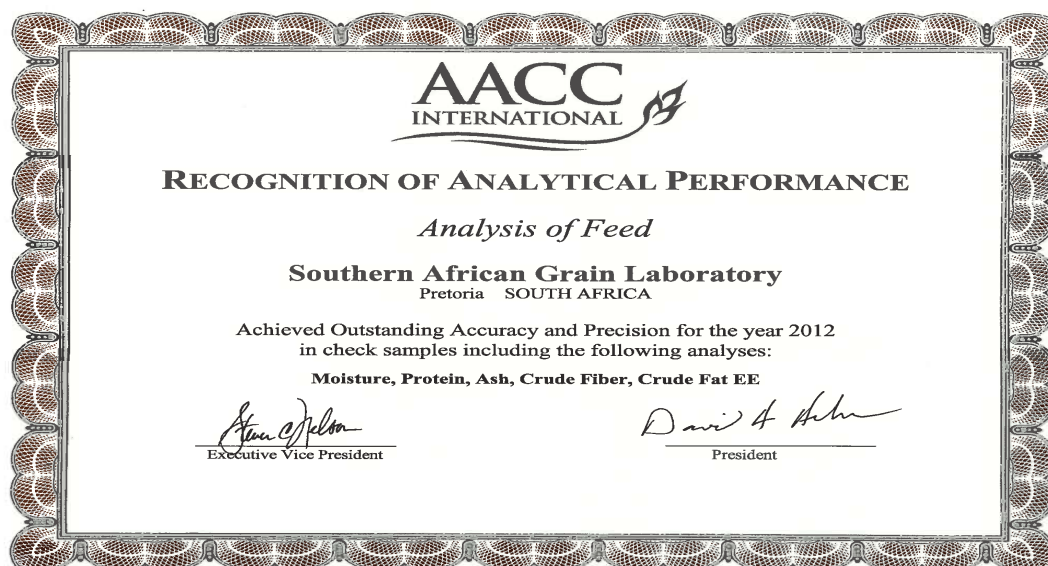 AACC
INTERNATIONAL
RECOGNITION OF ANALYTICAL PERFORMANCE
Analysis of Feed
Southern African Grain Laboratory
Pretoria SOUTH AFRICA
Achieved Outstanding Accuracy and Precision for the year 2012
in check samples including the following analyses:
Moisture, Protein, Ash, Crude Fiber, Crude Fat EE
Steven C Nelson
Executive Vice President
President